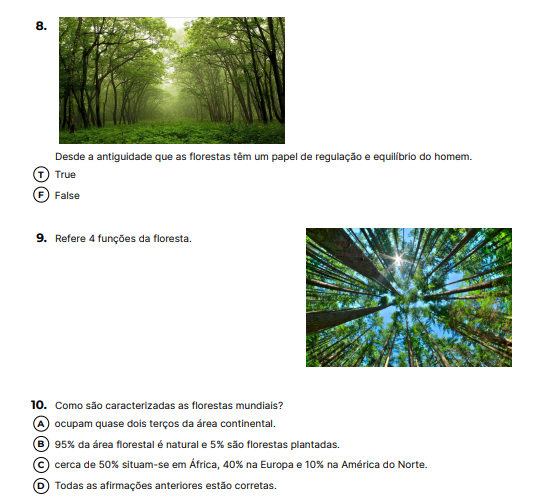 8.
Desde a antiguidade que as florestas têm um papel de regulação e equilíbrio do homem.
T True
F False
9. Refere 4 funções da floresta.
10. Como são caracterizadas as florestas mundiais?
A ocupam quase dois terços da área continental.
B 95% da área florestal é natural e 5% são florestas plantadas.
C cerca de 50% situam-se em África, 40% na Europa e 10% na América do Norte.
D Todas as afirmações anteriores estão corretas.